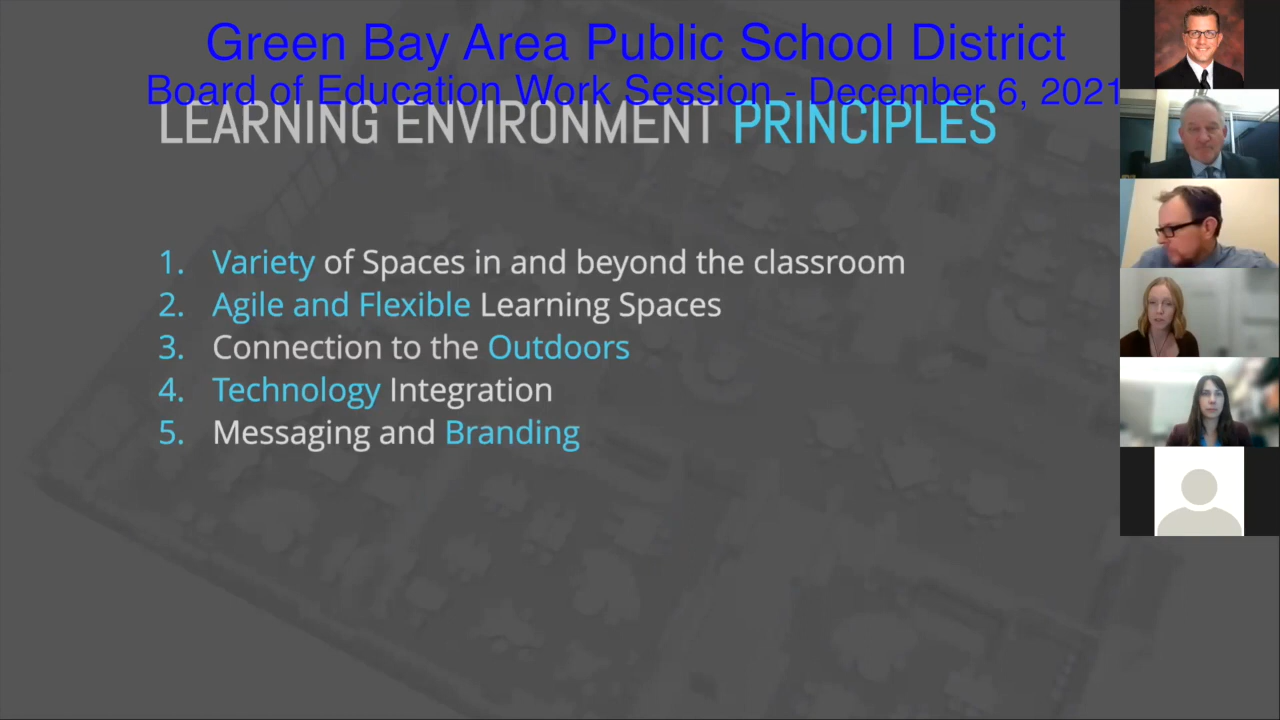 Green Bay Area Public School District
Board of Education Work Session - December 6, 2021
LEARNING ENVIRONMENT PRINCIPLES
1. Variety of Spaces in and beyond the classroom
2. Agile and Flexible Learning Spaces
3. Connection to the Outdoors
4. Technology Integration
5. Messaging and Branding